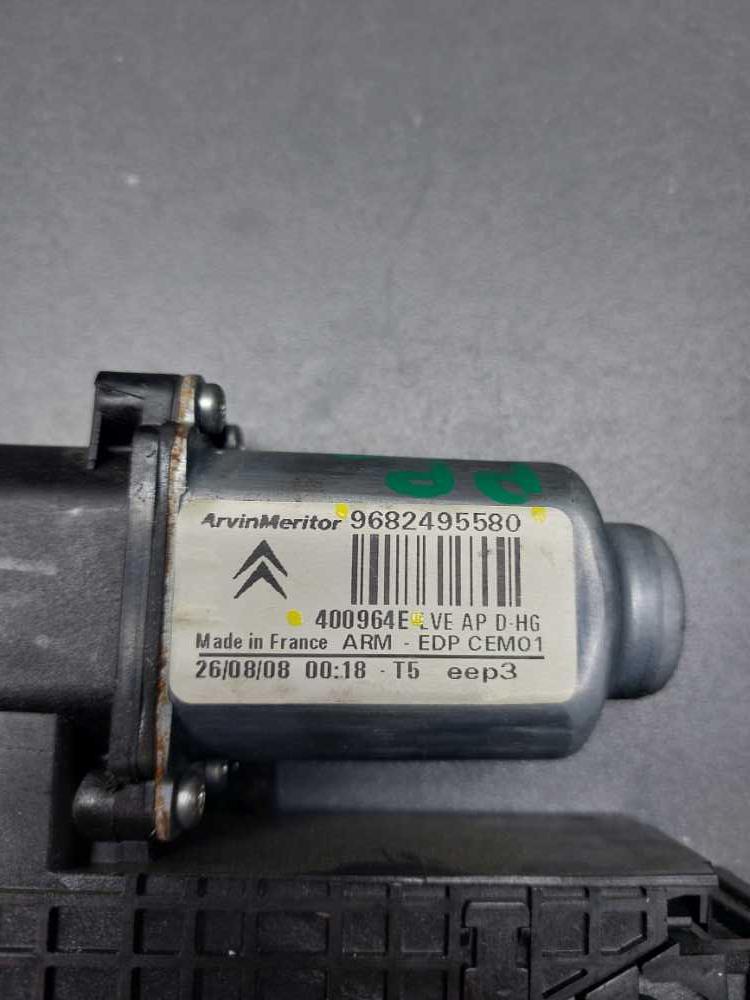 ArvinMeritor 9682495580
400964E LVE AP D-HG
Made in France ARM - EDP CEM01
26/08/08 00:18 - T5 eep3